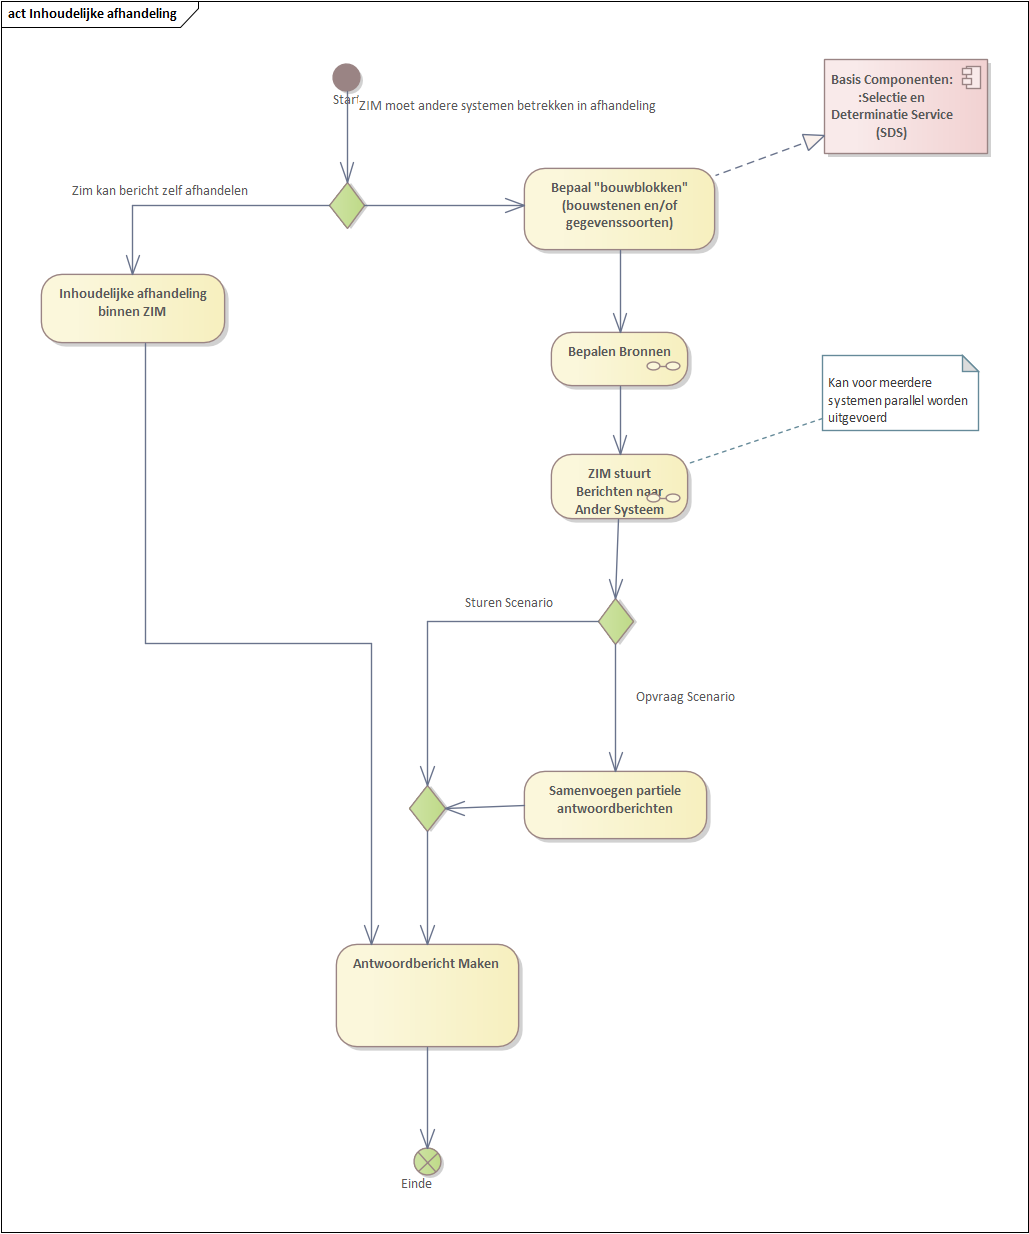 act Inhoudelijke afhandeling
Start
ZIM moet andere systemen betrekken in afhandeling
Basis Componenten:
:Selectie en
Determinatie Service
(SDS)
Zim kan bericht zelf afhandelen
Bepaal "bouwblokken"
(bouwstenen en/of
gegevenssoorten)
Inhoudelijke afhandeling
binnen ZIM
Bepalen Bronnen
Kan voor meerdere
systemen parallel worden
uitgevoerd
ZIM stuurt
Berichten naar
Ander Systeem
Sturen Scenario
Opvraag Scenario
Samenvoegen partiele
antwoordberichten
Antwoordbericht Maken
Einde